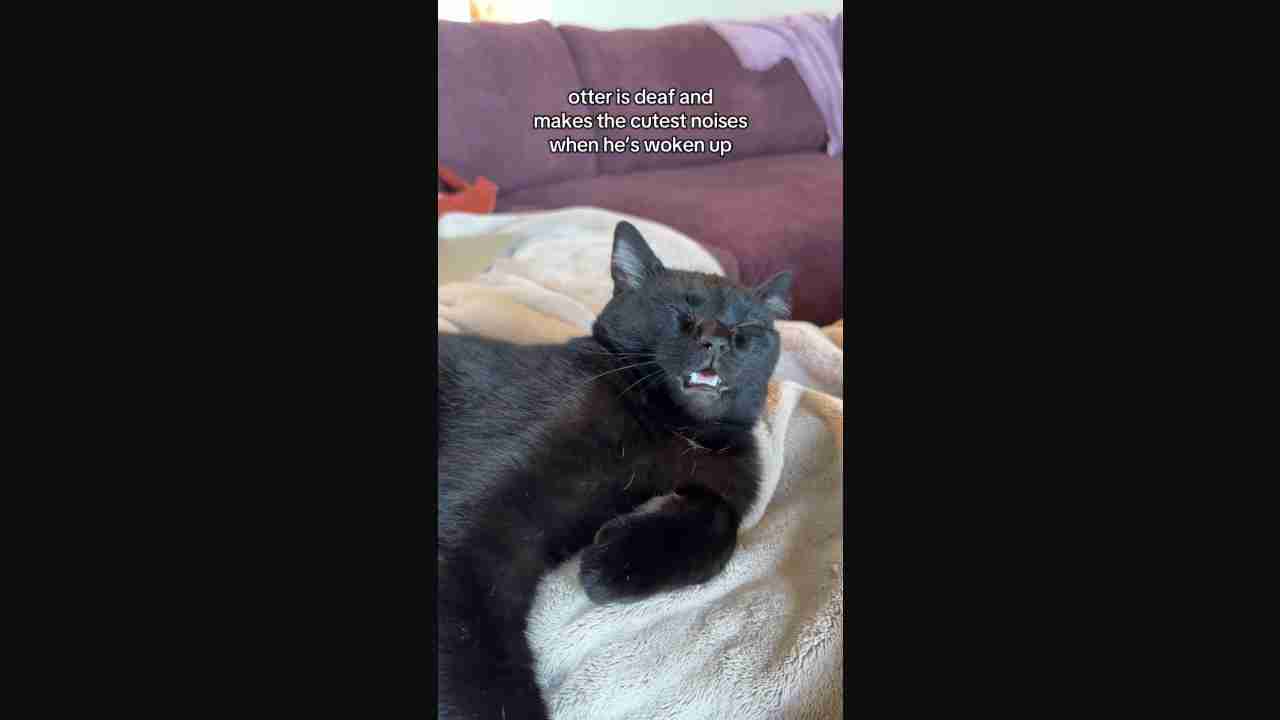 otter is deaf and
makes the cutest noises
when he’s woken up